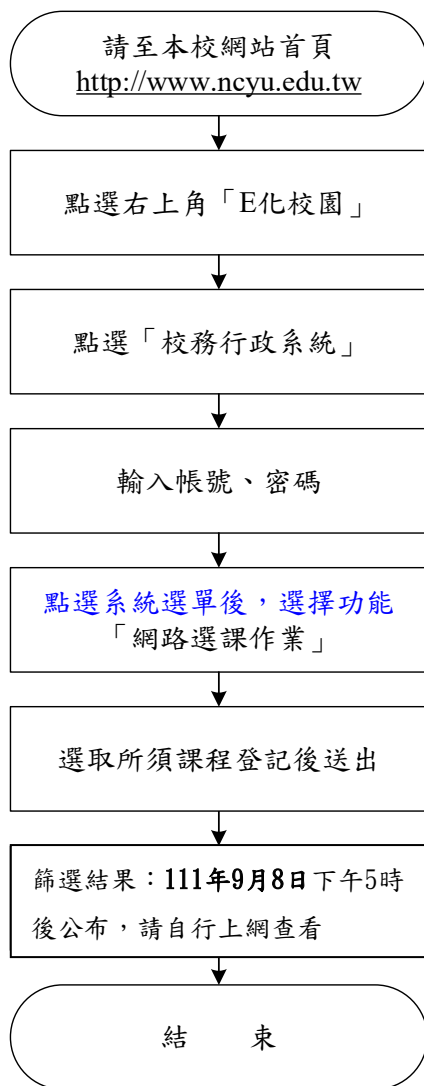 請至本校網站首頁
http://www.ncyu.edu.tw
點選右上角「E化校園」
點選「校務行政系統」
輸入帳號、密碼
點選系統選單後，選擇功能
「網路選課作業」
選取所須課程登記後送出
篩選結果：111年9月8日下午5時
後公布，請自行上網查看
結　　束